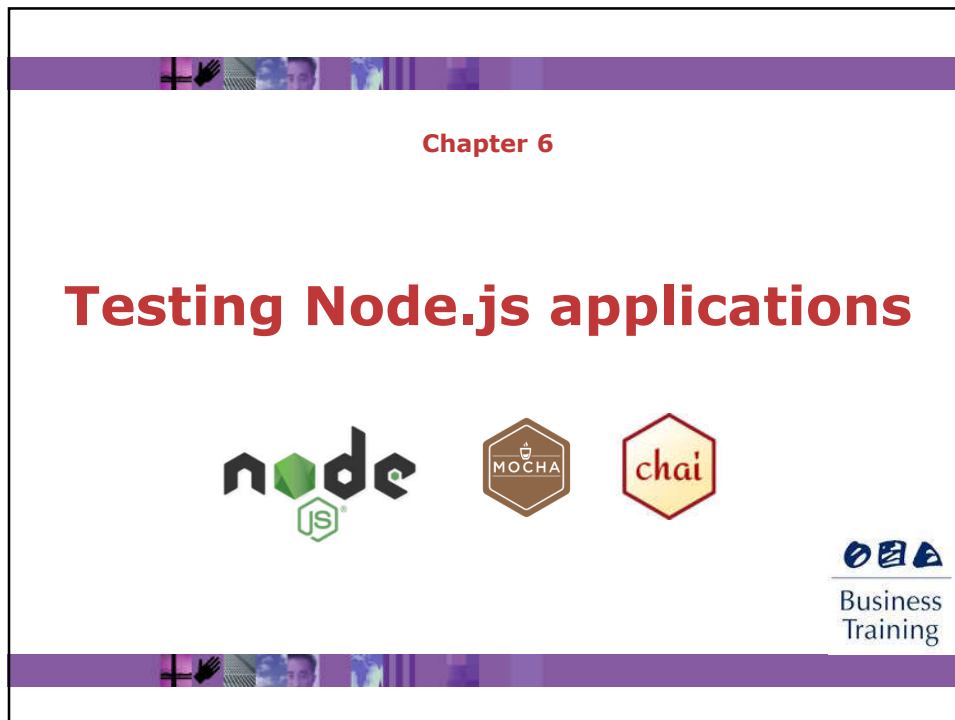 Chapter 6
Testing Node.js applications
node
JS®
MOCHA
chai
Business
Training